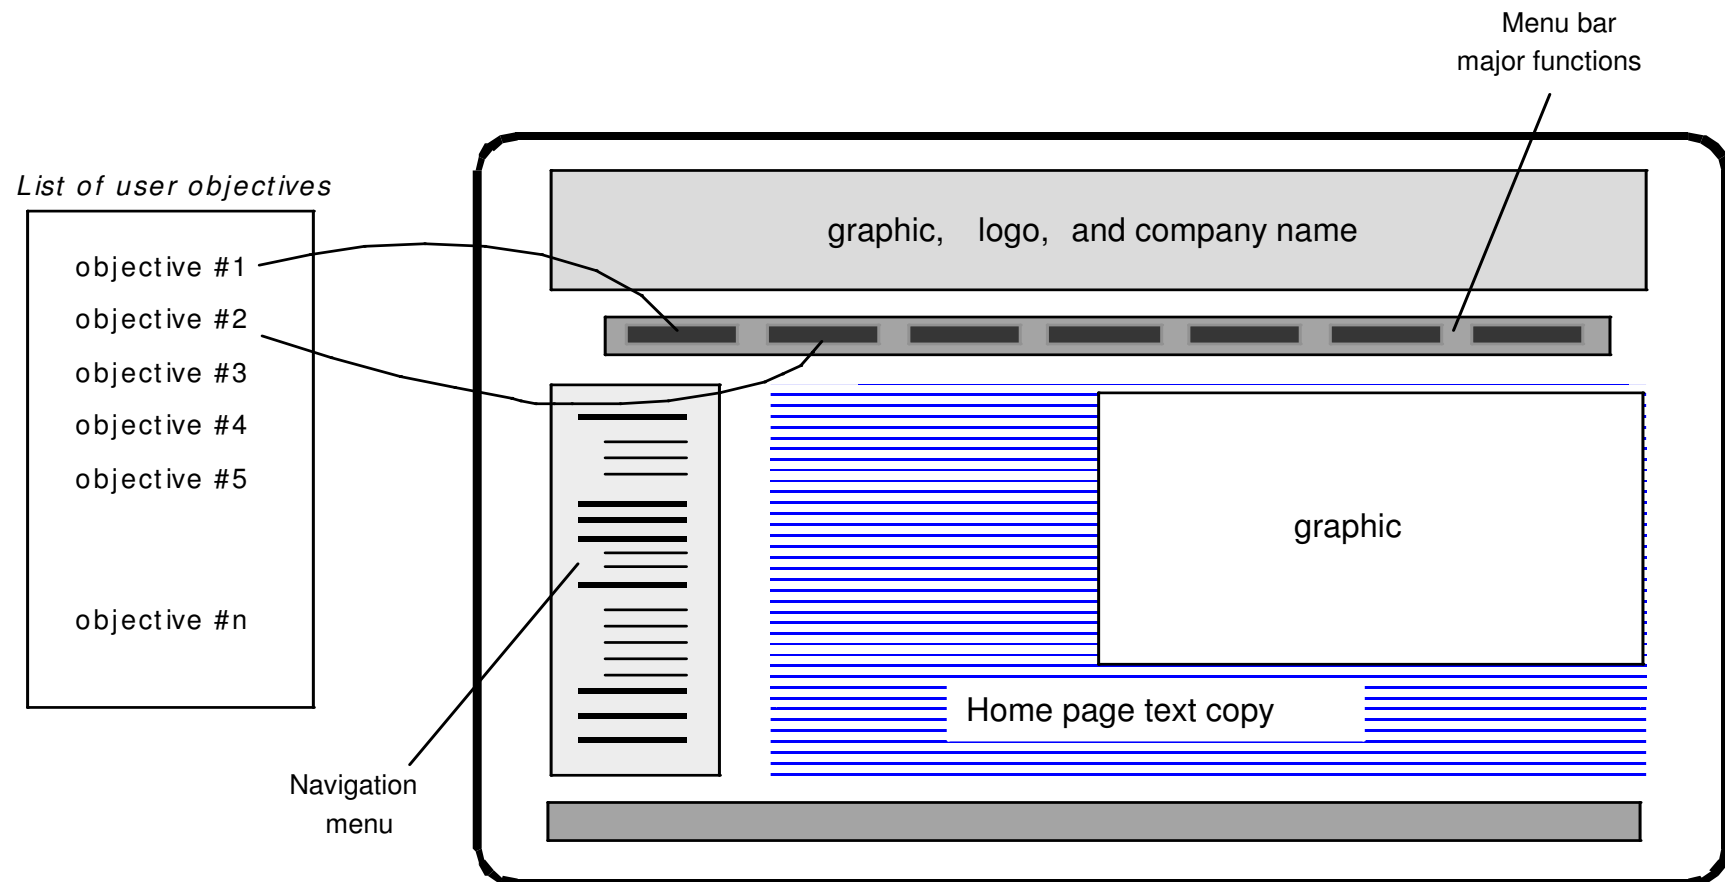 Menu bar
major functions
List of user objectives
graphic, logo, and company name
objective #1
objective #2
objective #3
objective #4
objective #5
graphic
objective #n
Home page text copy
Navigation
menu